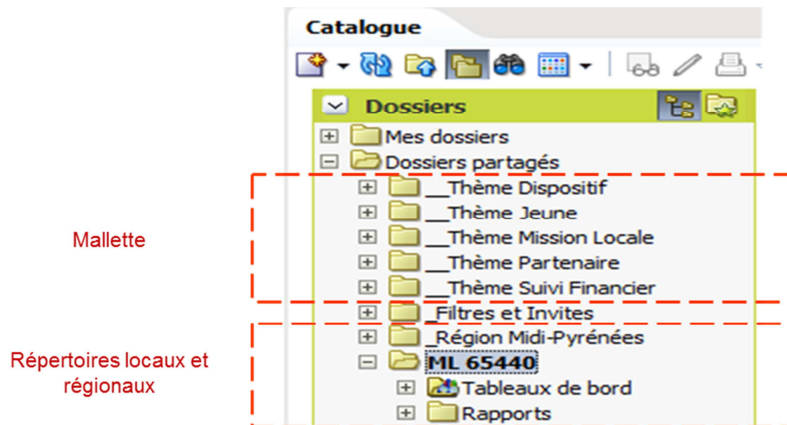 Catalogue
Dossiers
Mes dossiers
Dossiers partagés
__Thème Dispositif
__Thème Jeune
__Thème Mission Locale
__Thème Partenaire
__Thème Suivi Financier
_Filtres et Invites
_Région Midi-Pyrénées
ML 65440
Tableaux de bord
Rapports
Mallette
Répertoires locaux et
régionaux